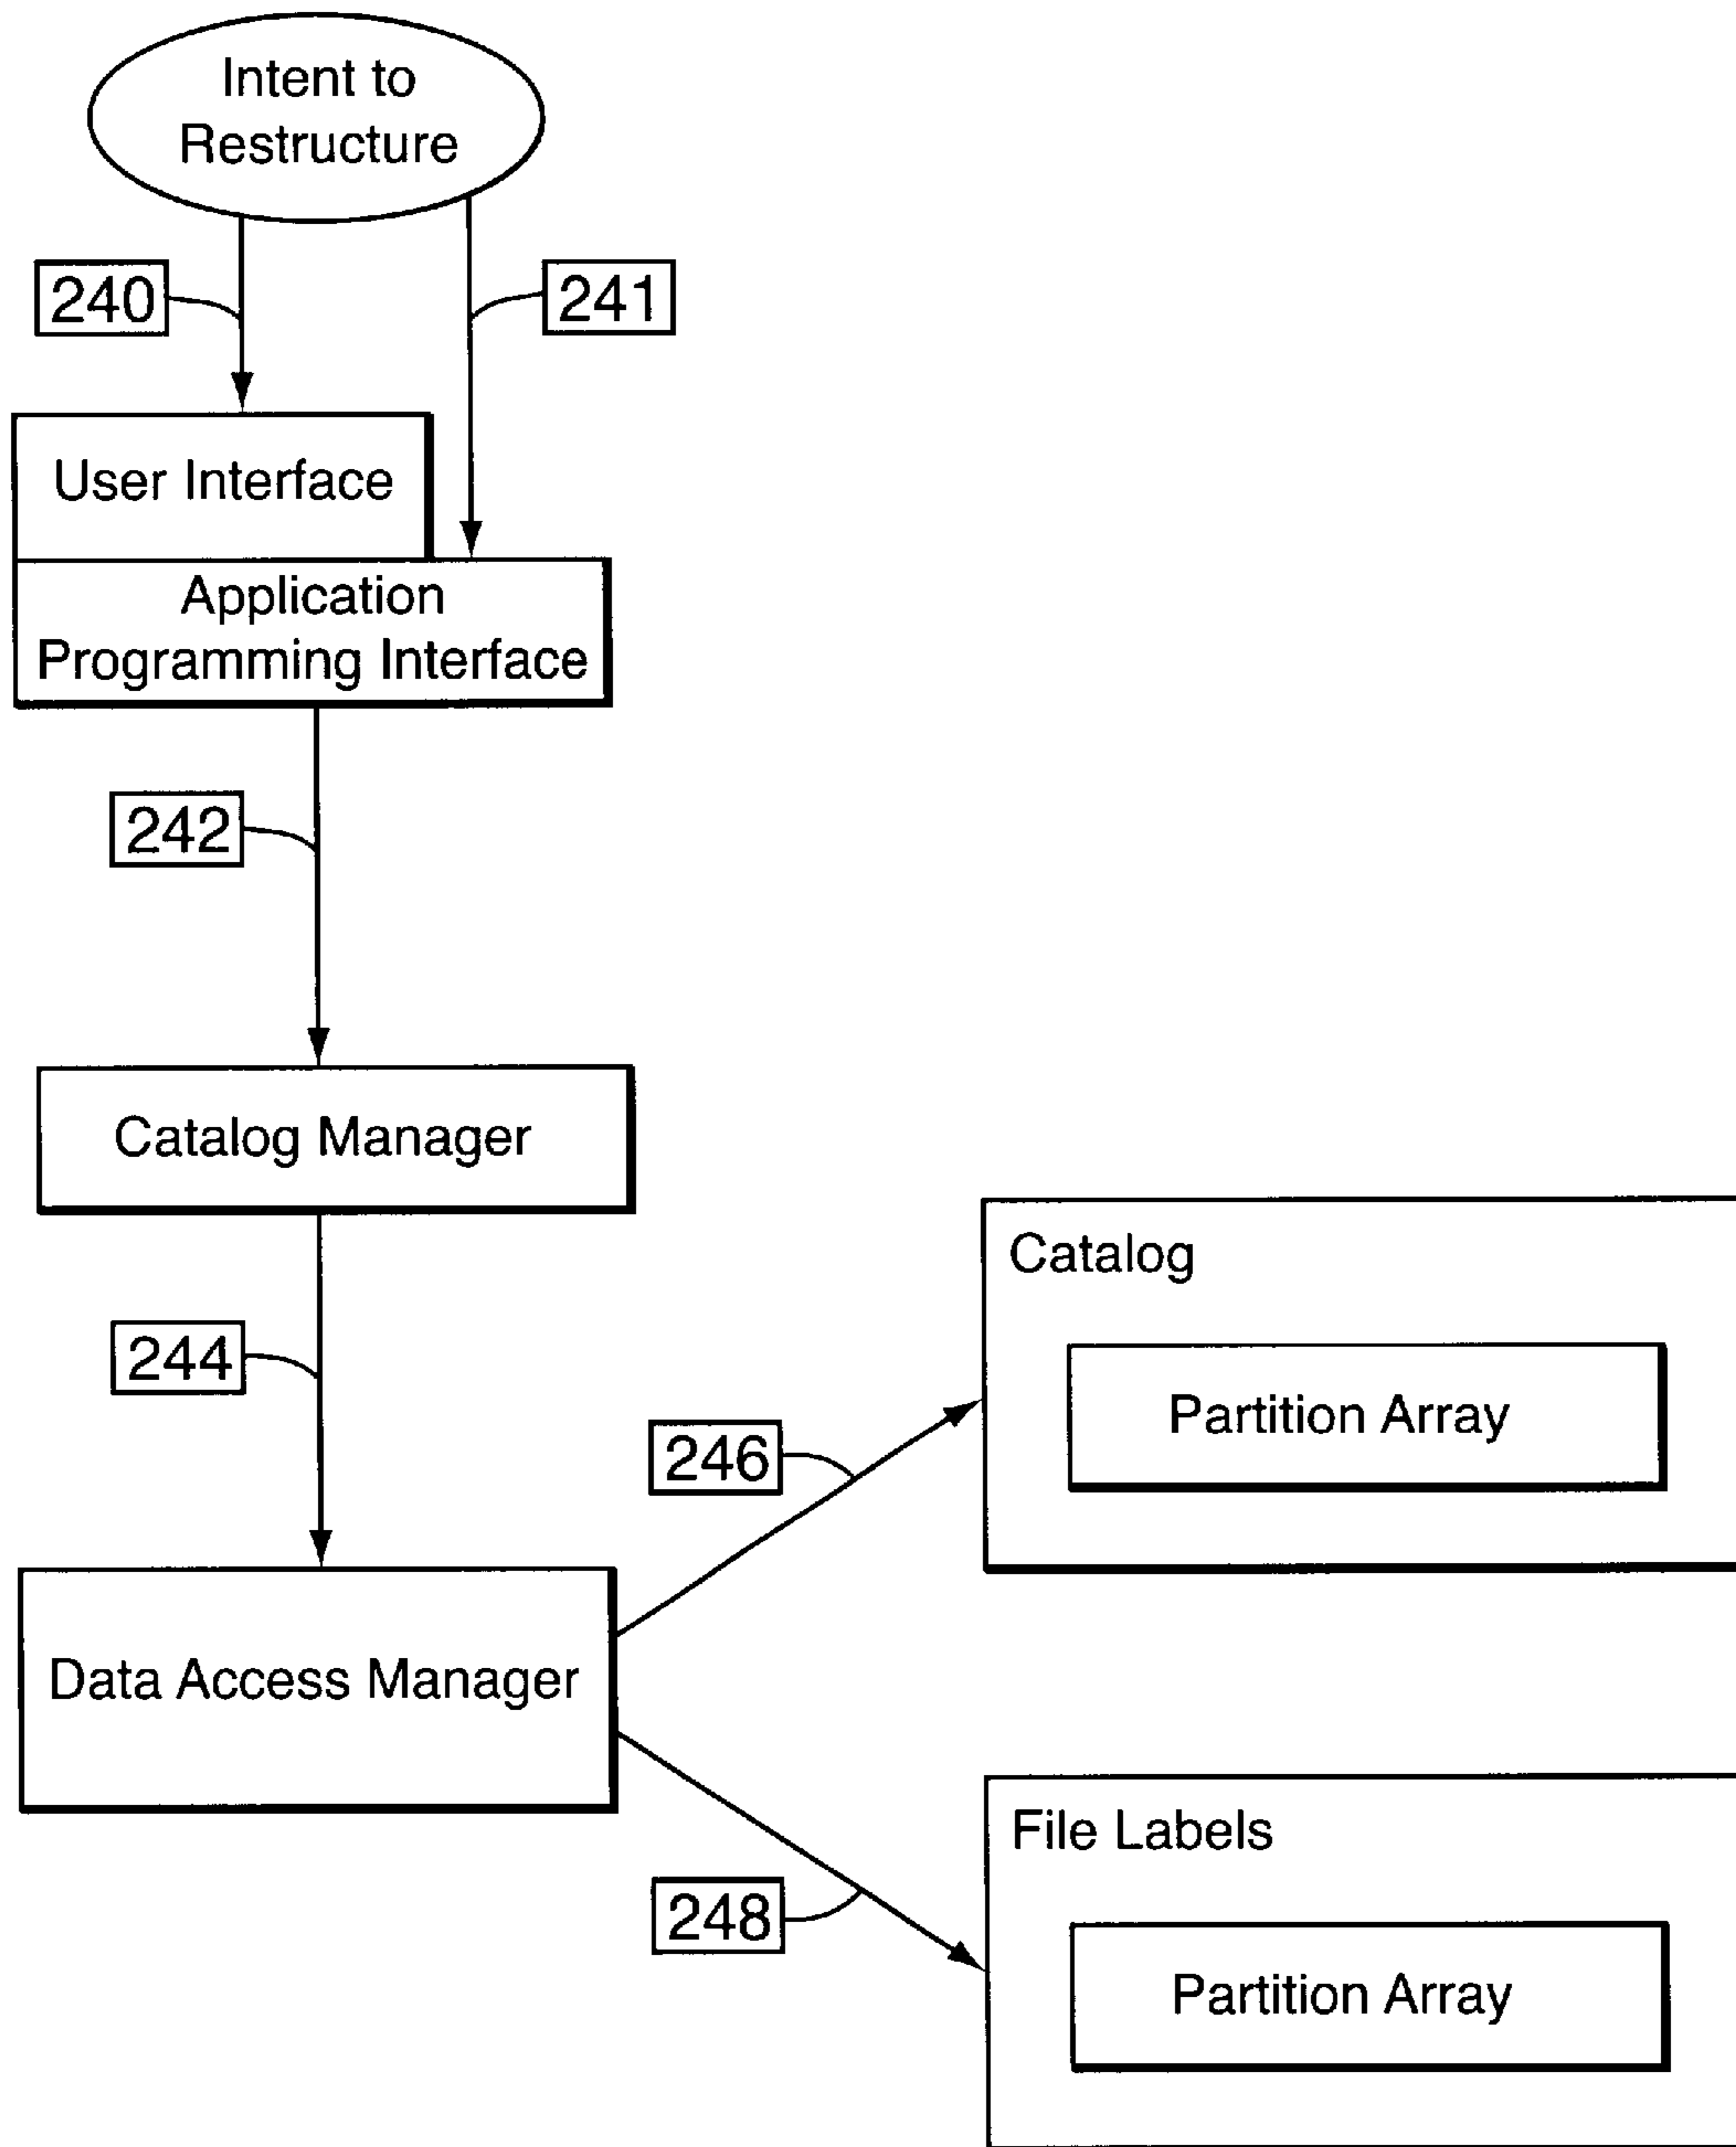 Intent to
Restructure
240
241
User Interface
Application
Programming Interface
242
Catalog Manager
Catalog
244
Partition Array
246
Data Access Manager
File Labels
248
Partition Array